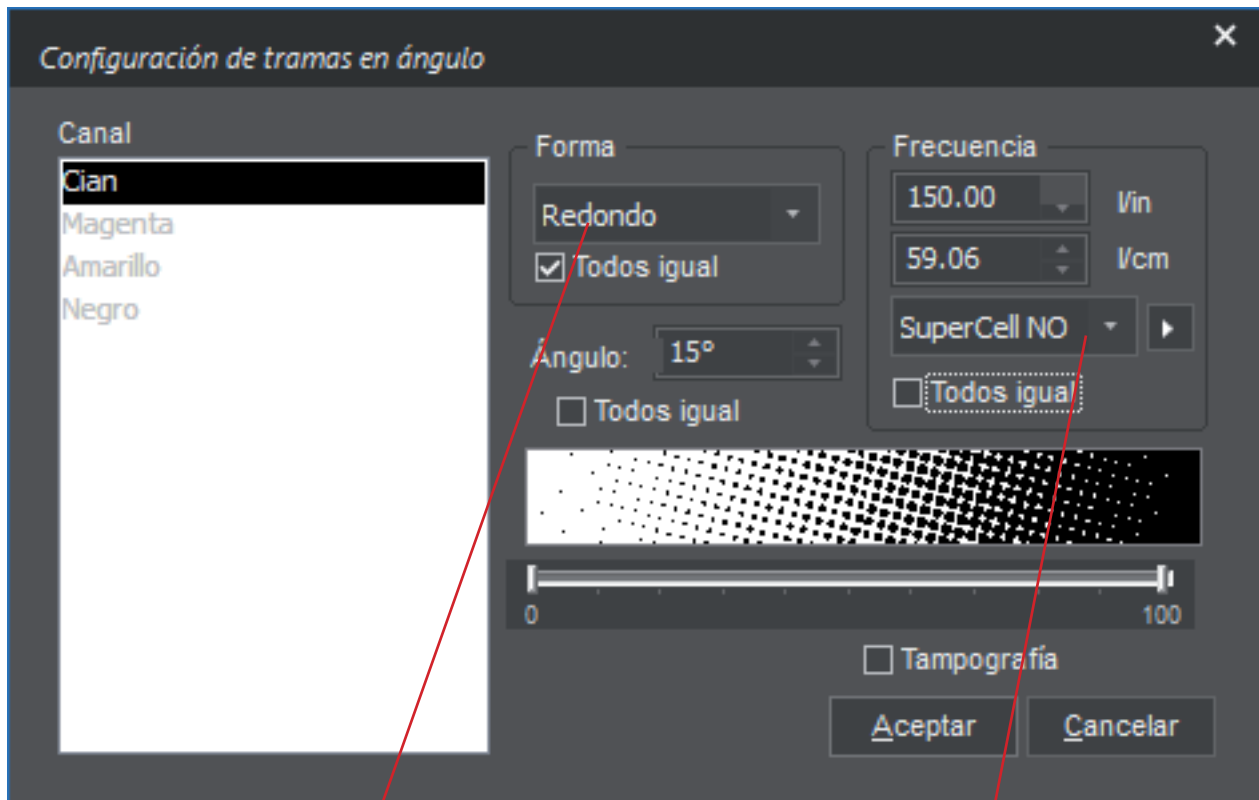 Configuración de tramas en ángulo
Canal
Cian
Magenta
Amarillo
Negro
Forma
Redondo
Todos igual
Ángulo: 15°
Todos igual
Frecuencia
150.00 l/in
59.06 l/cm
SuperCell NO
Todos igual
0 100
Tampografía
Aceptar Cancelar